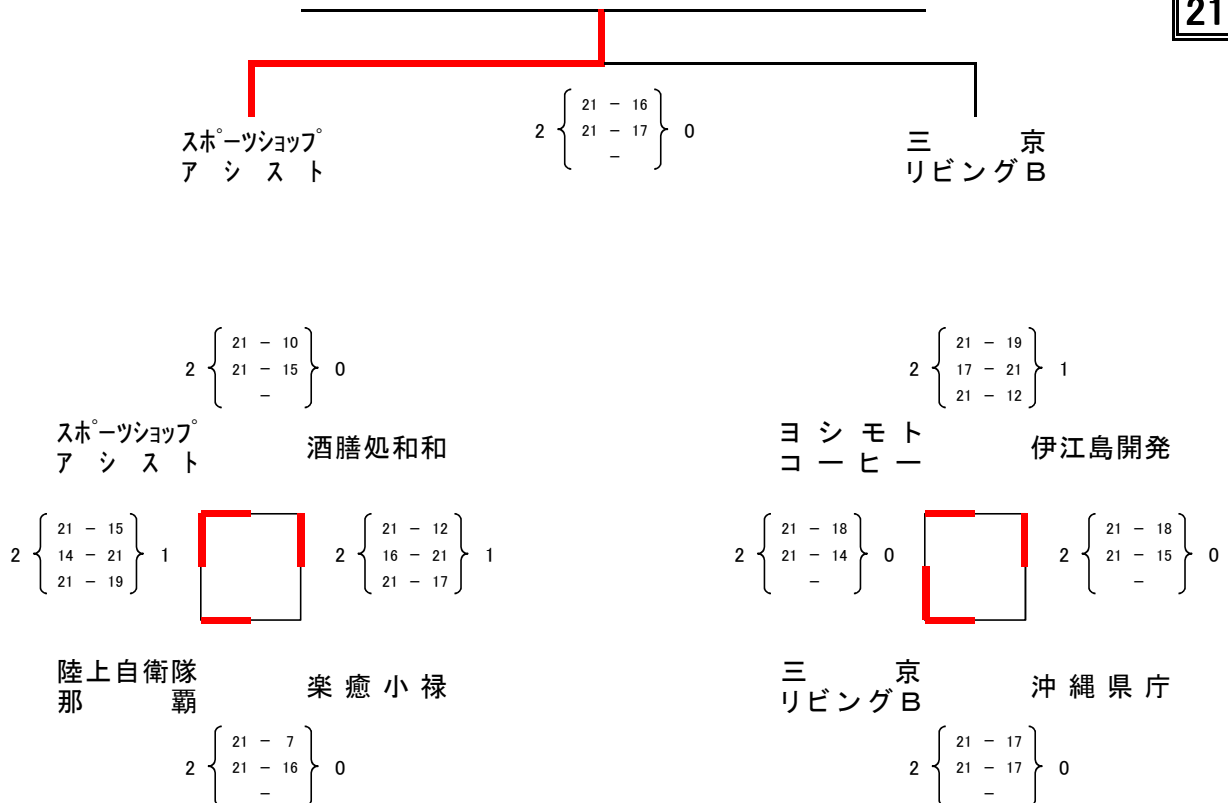 21
21 － 16
2 21 － 17 0
－
スポーツショップ 三 京
ア シ ス ト リビングＢ
21 － 10 21 － 19
2 21 － 15 0 2 17 － 21 1
－ 21 － 12
スポーツショップ 酒膳処和和 ヨ シ モ ト 伊江島開発
ア シ ス ト コ ー ヒ ー
21 － 15 21 － 12 21 － 18 21 － 18
2 14 － 21 1 2 16 － 21 1 2 21 － 14 0 2 21 － 15 0
21 － 19 21 － 17 － －
陸上自衛隊 楽 癒 小 禄 三 京 沖 縄 県 庁
那 覇 リビングＢ
21 － 7 21 － 17
2 21 － 16 0 2 21 － 17 0
－ －